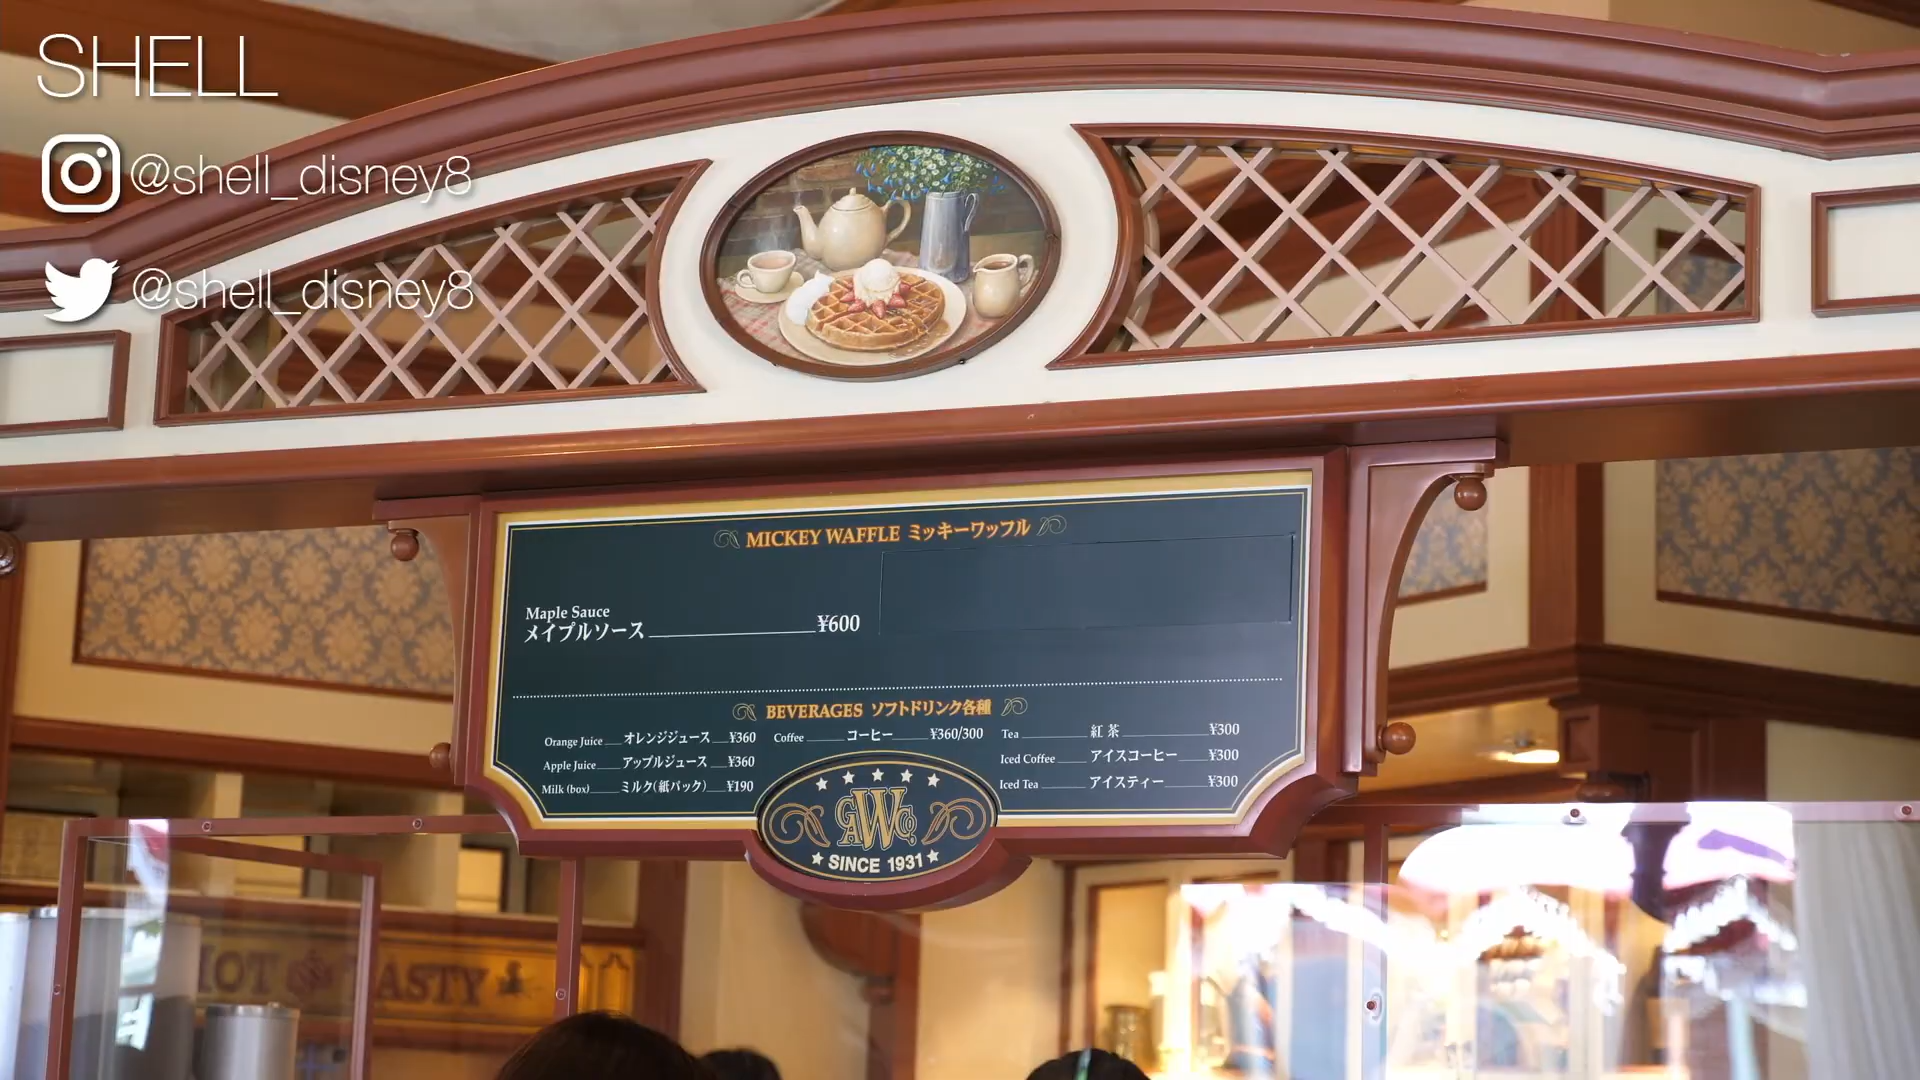 SHELL
@shell_disney8
@shell_disney8
MICKEY WAFFLE ミッキーワッフル
Maple Sauce
メイプルソース ¥600
BEVERAGES ソフトドリンク各種
Orange Juice オレンジジュース ¥360
Apple Juice アップルジュース ¥360
Milk (box) ミルク(紙パック) ¥190
Coffee コーヒー ¥360/300
Tea 紅茶 ¥300
Iced Coffee アイスコーヒー ¥300
Iced Tea アイスティー ¥300
GAWCo.
SINCE 1931
HOT TASTY